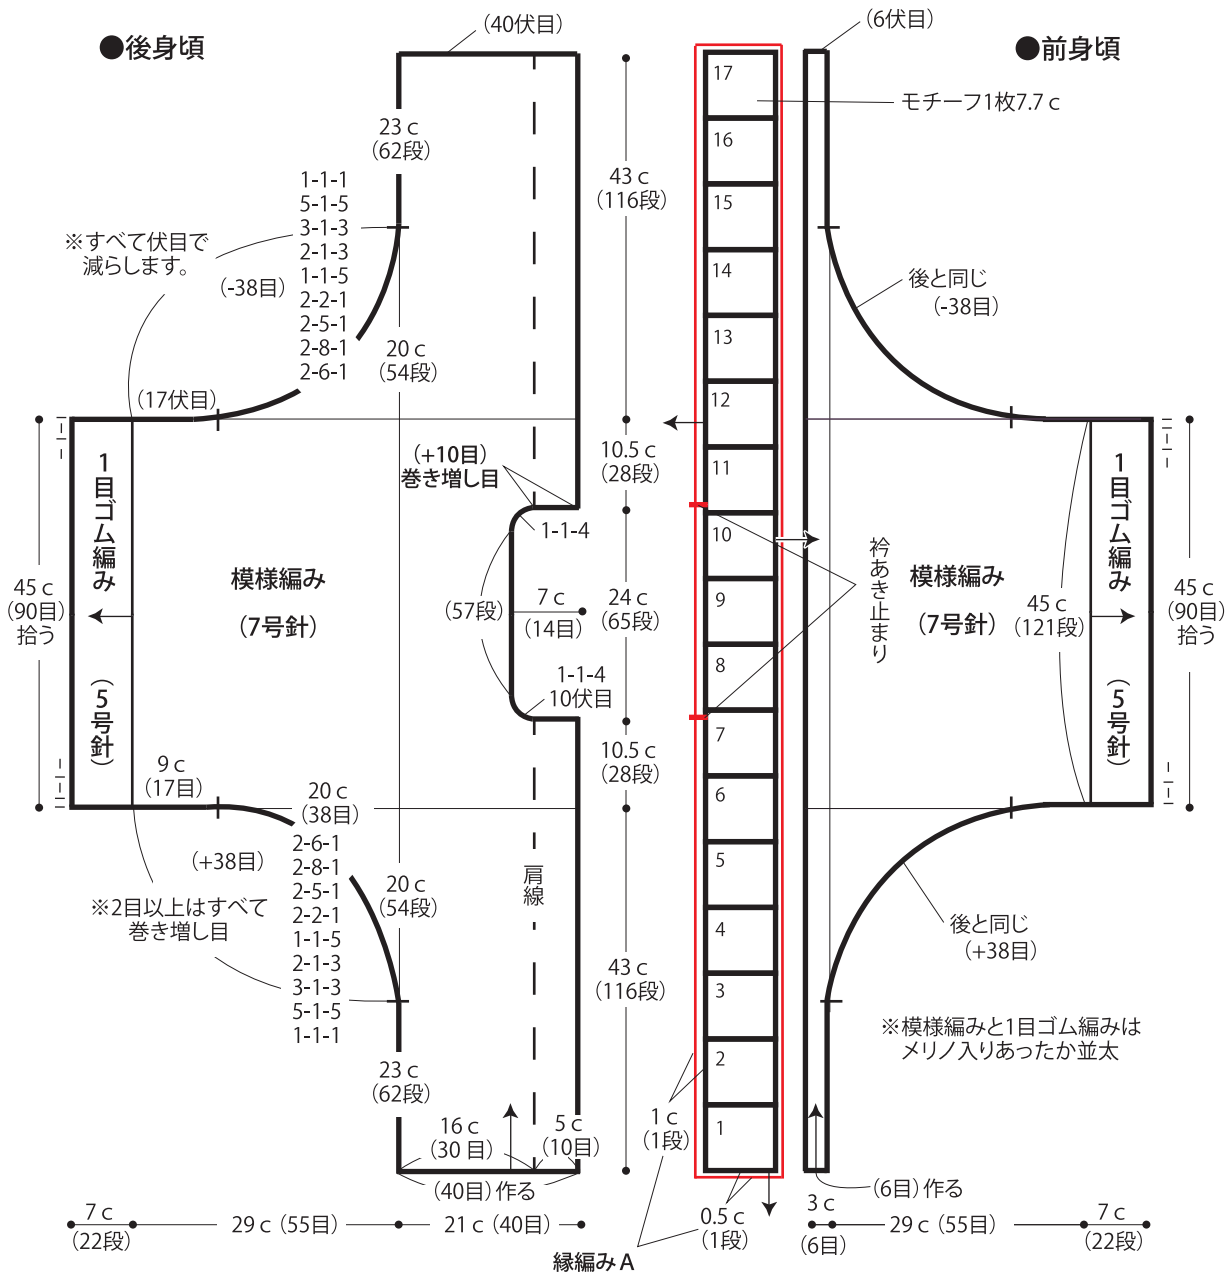 ●後身頃
(40伏目)
(6伏目)
●前身頃
17
16
15
14
13
12
11
10
9
8
7
6
5
4
3
2
1
モチーフ1枚7.7 c
23 c
(62段)
1-1-1
5-1-5
3-1-3
2-1-3
1-1-5
2-2-1
2-5-1
2-8-1
2-6-1
※すべて伏目で
減らします。
(-38目)
20 c
(54段)
(17伏目)
43 c
(116段)
後と同じ
(-38目)
(+10目)
巻き増し目
10.5 c
(28段)
1-1-4
1目ゴム編み
(5号針)
45 c
(90目)
拾う
模様編み
(7号針)
(57段)
7 c
(14目)
24 c
(65段)
1-1-4
10伏目
10.5 c
(28段)
衿あき止まり
模様編み
(7号針)
45 c
(121段)
1目ゴム編み
(5号針)
45 c
(90目)
拾う
9 c
(17目)
20 c
(38目)
(+38目)
2-6-1
2-8-1
2-5-1
2-2-1
1-1-5
2-1-3
3-1-3
5-1-5
1-1-1
※2目以上はすべて
巻き増し目
20 c
(54段)
肩線
43 c
(116段)
後と同じ
(+38目)
※模様編みと1目ゴム編みは
メリノ入りあったか並太
23 c
(62段)
16 c
(30目)
5 c
(10目)
(40目)作る
1 c
(1段)
0.5 c
(1段)
縁編みA
(6目)作る
7 c
(22段)
29 c (55目)
21 c (40目)
3 c
(6目)
29 c (55目)
7 c
(22段)